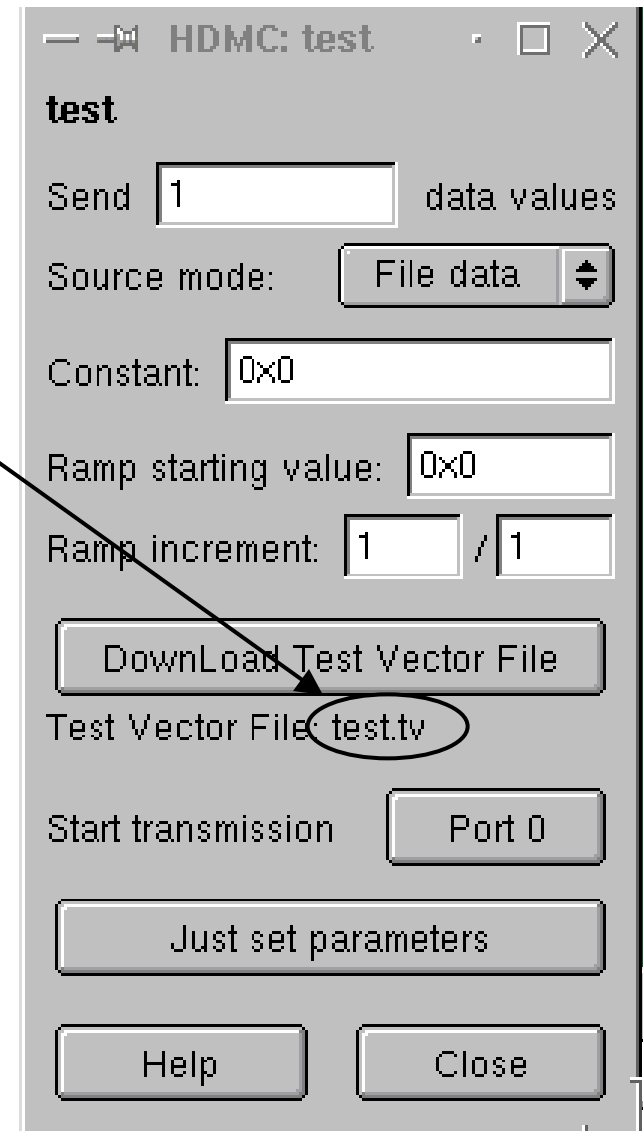 HDMC: test
test
Send 1 data values
Source mode: File data
Constant: 0x0
Ramp starting value: 0x0
Ramp increment: 1 / 1
DownLoad Test Vector File
Test Vector File: test.tv
Start transmission Port 0
Just set parameters
Help Close